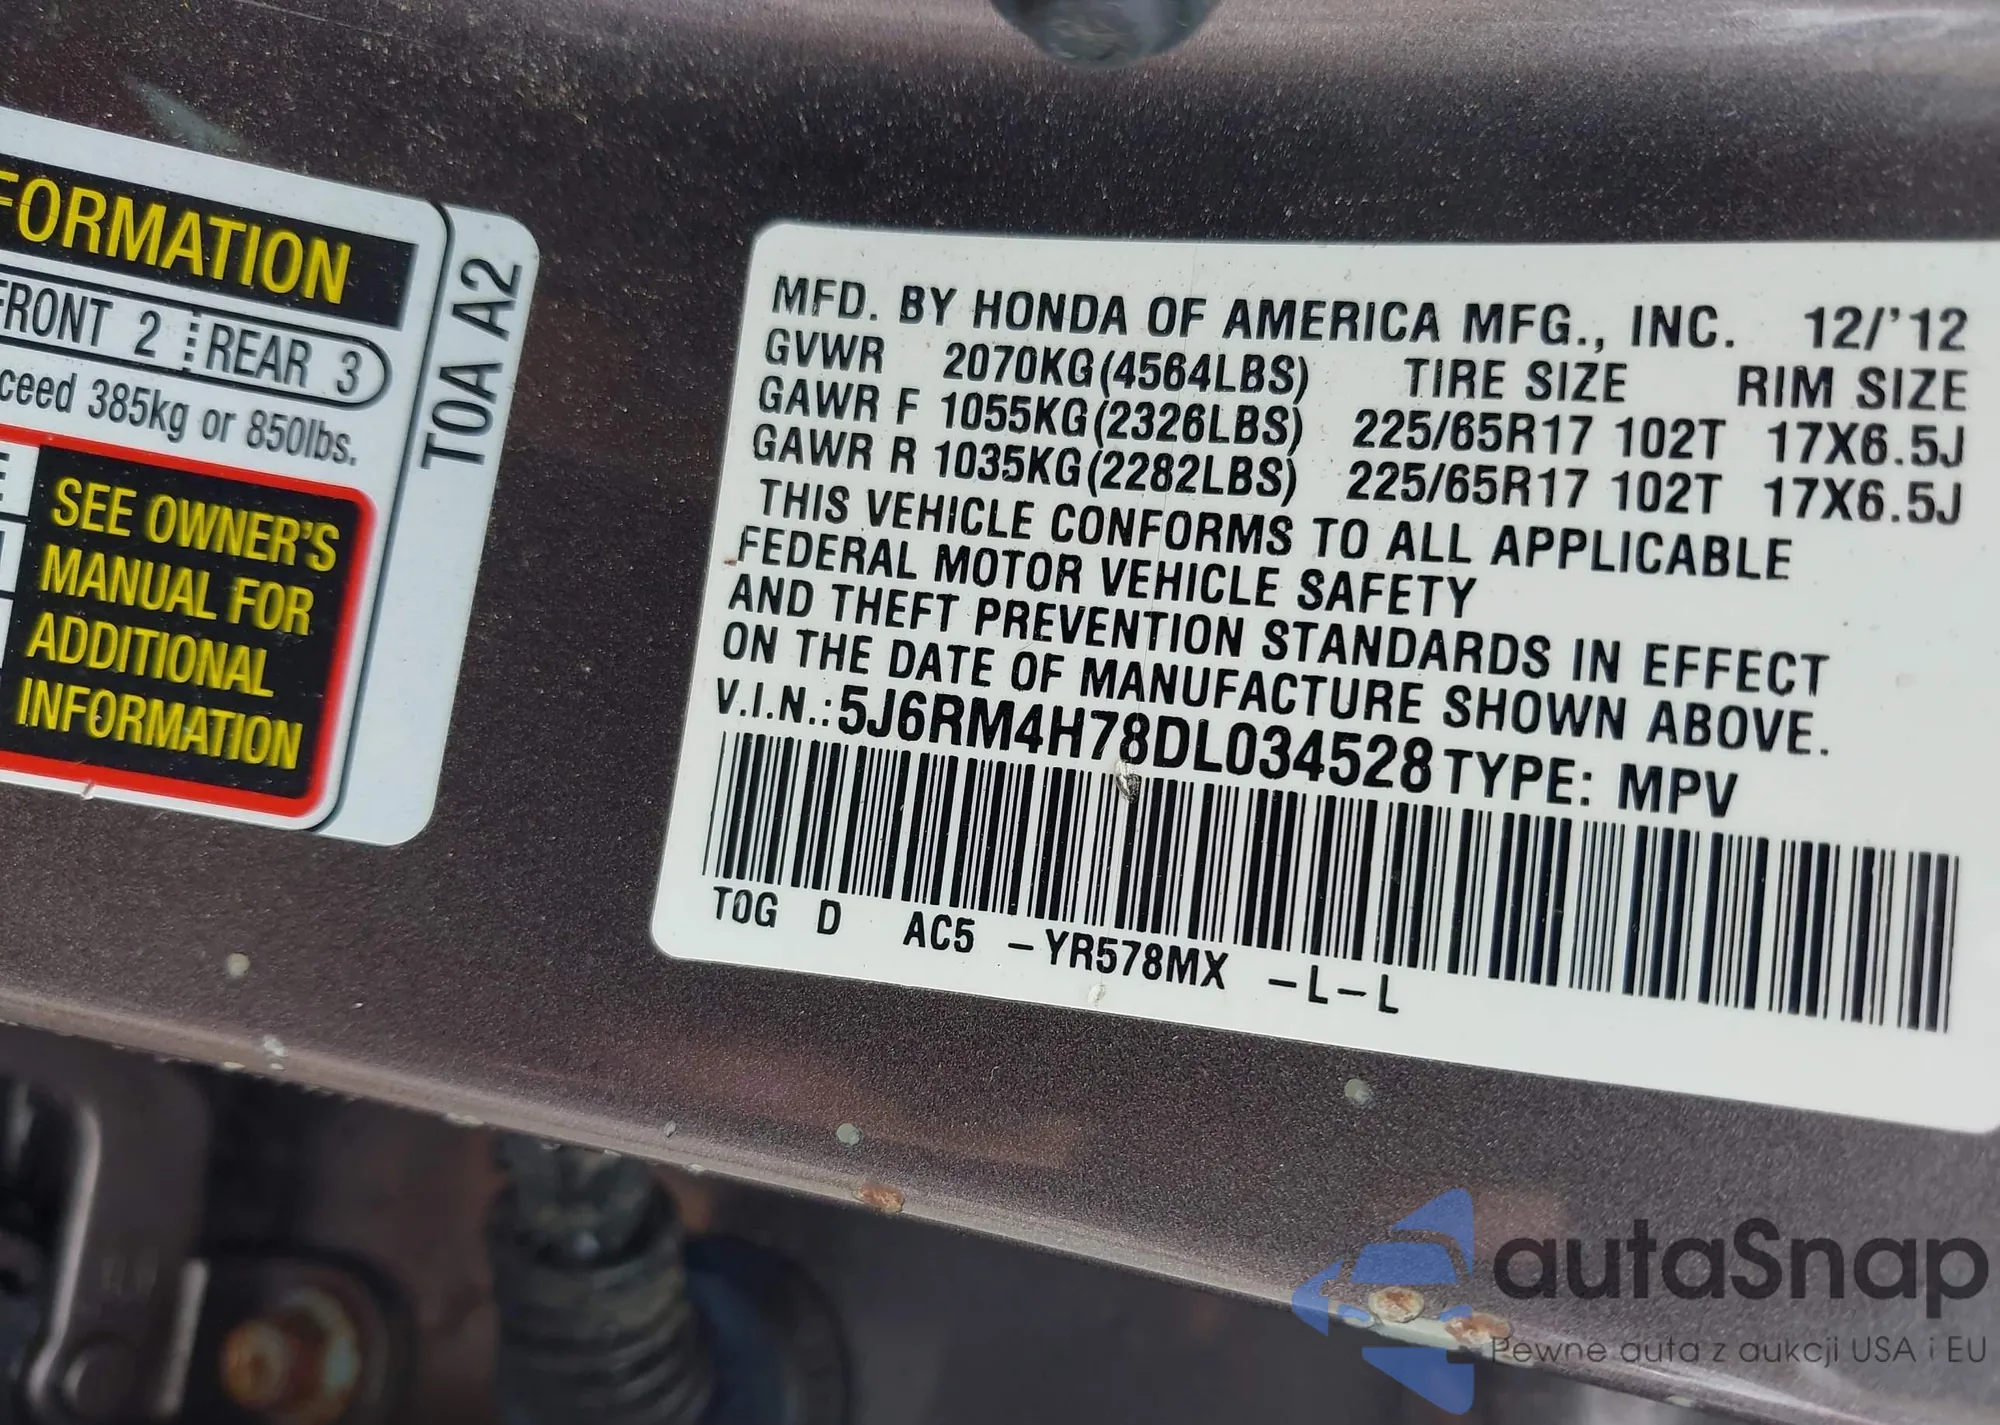 FORMATION
FRONT 2 REAR 3
ceed 385kg or 850lbs.
E
SEE OWNER'S
MANUAL FOR
ADDITIONAL
INFORMATION
T0A A2
MFD. BY HONDA OF AMERICA MFG., INC. 12/'12
GVWR 2070KG(4564LBS) TIRE SIZE RIM SIZE
GAWR F 1055KG(2326LBS) 225/65R17 102T 17X6.5J
GAWR R 1035KG(2282LBS) 225/65R17 102T 17X6.5J
THIS VEHICLE CONFORMS TO ALL APPLICABLE
FEDERAL MOTOR VEHICLE SAFETY
AND THEFT PREVENTION STANDARDS IN EFFECT
ON THE DATE OF MANUFACTURE SHOWN ABOVE.
V.I.N.:5J6RM4H78DL034528 TYPE: MPV
T0G D AC5 -YR578MX -L-L
autaSnap
Pewne auta z aukcji USA i EU